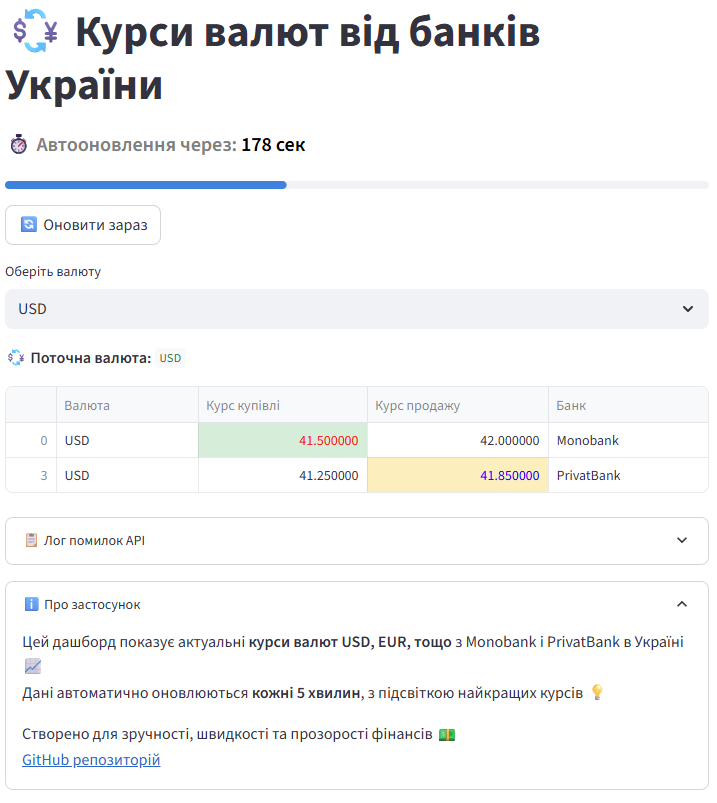 Курси валют від банків
України
Автооновлення через: 178 сек
Оновити зараз
Оберіть валюту
USD
Поточна валюта: USD
Валюта Курс купівлі Курс продажу Банк
0 USD 41.500000 42.000000 Monobank
3 USD 41.250000 41.850000 PrivatBank
Лог помилок API
Про застосунок
Цей дашборд показує актуальні курси валют USD, EUR, тощо з Monobank і PrivatBank в Україні
Дані автоматично оновлюються кожні 5 хвилин, з підсвіткою найкращих курсів
Створено для зручності, швидкості та прозорості фінансів
GitHub репозиторій